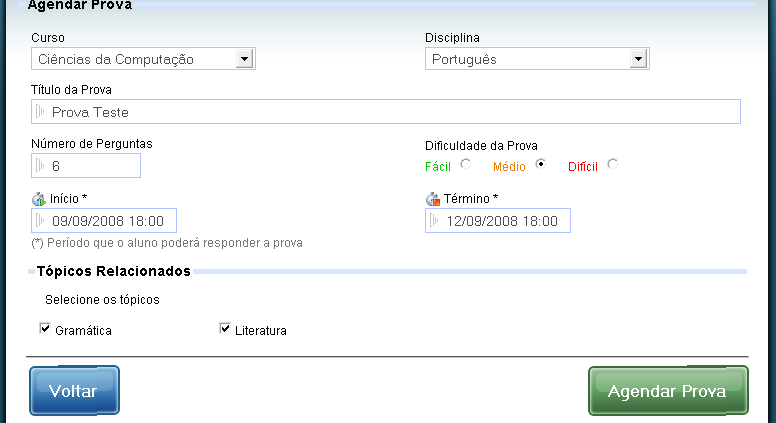 Agendar Prova
Curso Disciplina
Ciências da Computação Português
Título da Prova
Prova Teste
Número de Perguntas Dificuldade da Prova
6 Fácil Médio Difícil
Início * Término *
09/09/2008 18:00 12/09/2008 18:00
(*) Período que o aluno poderá responder a prova
Tópicos Relacionados
Selecione os tópicos
Gramática Literatura
Voltar Agendar Prova